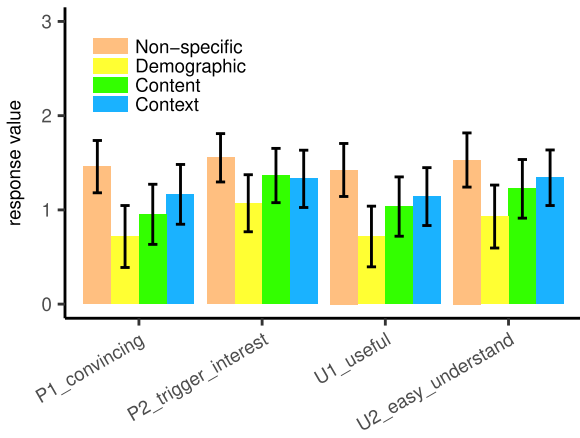 3
2
1
0
response value
Non−specific
Demographic
Content
Context
P1_convincing
P2_trigger_interest
U1_useful
U2_easy_understand